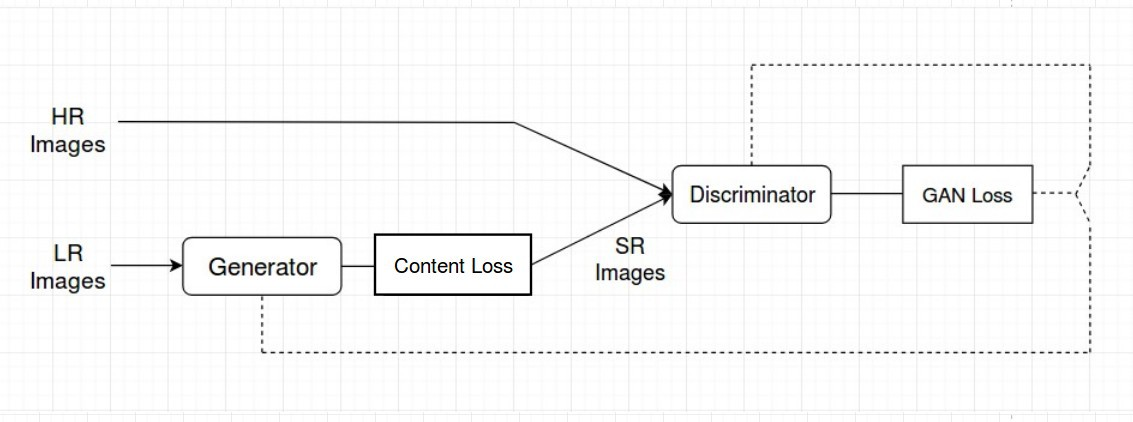 HR
Images
Discriminator
GAN Loss
LR
Images
Generator
Content Loss
SR
Images